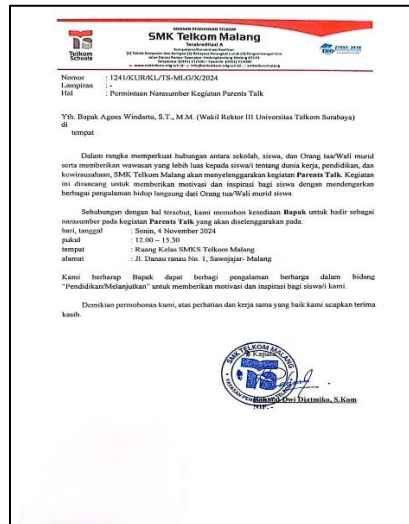 YAYASAN PENDIDIKAN TELKOM
SMK Telkom Malang
Terakreditasi A
Telkom
Schools
Nomor : 1241/KUR/KL/TS-MLG/X/2024
Lampiran : -
Hal : Permintaan Narasumber Kegiatan Parents Talk
Yth. Bapak Agoes Windarto, S.T., M.M. (Wakil Rektor III Universitas Telkom Surabaya)
di
tempat
Dalam rangka memperkuat hubungan antara sekolah, siswa, dan Orang tua/Wali murid
serta memberikan wawasan yang lebih luas kepada siswa/i tentang dunia kerja, pendidikan, dan
kewirausahaan, SMK Telkom Malang akan menyelenggarakan kegiatan Parents Talk. Kegiatan
ini dirancang untuk memberikan motivasi dan inspirasi bagi siswa dengan mendengarkan
berbagai pengalaman hidup langsung dari Orang tua/Wali murid siswa.
Sehubungan dengan hal tersebut, kami memohon kesediaan Bapak untuk hadir sebagai
narasumber pada kegiatan Parents Talk yang akan diselenggarakan pada:
hari, tanggal : Senin, 4 November 2024
pukul : 12.00 – 15.30
tempat : Ruang Kelas SMKS Telkom Malang
alamat : Jl. Danau ranau No. 1, Sawojajar- Malang
Kami berharap Bapak dapat berbagi pengalaman berharga dalam bidang
"Pendidikan/Melanjutkan" untuk memberikan motivasi dan inspirasi bagi siswa/i kami.
Demikian permohonan kami, atas perhatian dan kerja sama yang baik kami ucapkan terima
kasih.
Kepala
SMK TELKOM MALANG
TS
Dwi Djatmiko, S.Kom
NIP. -